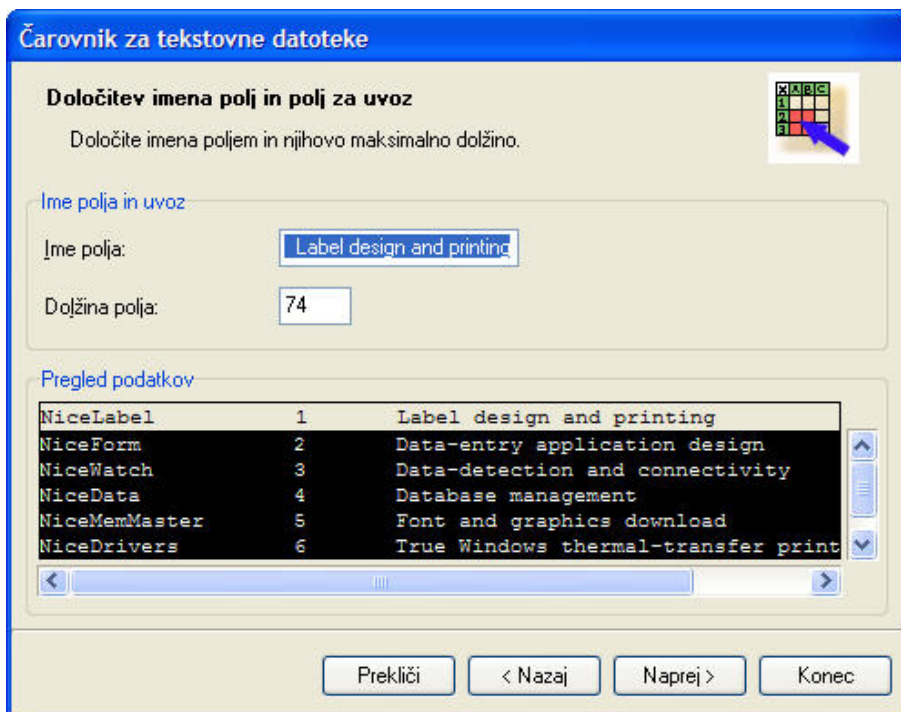 Čarovnik za tekstovne datoteke
Določitev imena polj in polj za uvoz
Določite imena poljem in njihovo maksimalno dolžino.
X A B C
1
2
3
Ime polja in uvoz
Ime polja: Label design and printing
Dolžina polja: 74
Pregled podatkov
NiceLabel 1 Label design and printing
NiceForm 2 Data-entry application design
NiceWatch 3 Data-detection and connectivity
NiceData 4 Database management
NiceMemMaster 5 Font and graphics download
NiceDrivers 6 True Windows thermal-transfer print
Prekliči < Nazaj Naprej > Konec